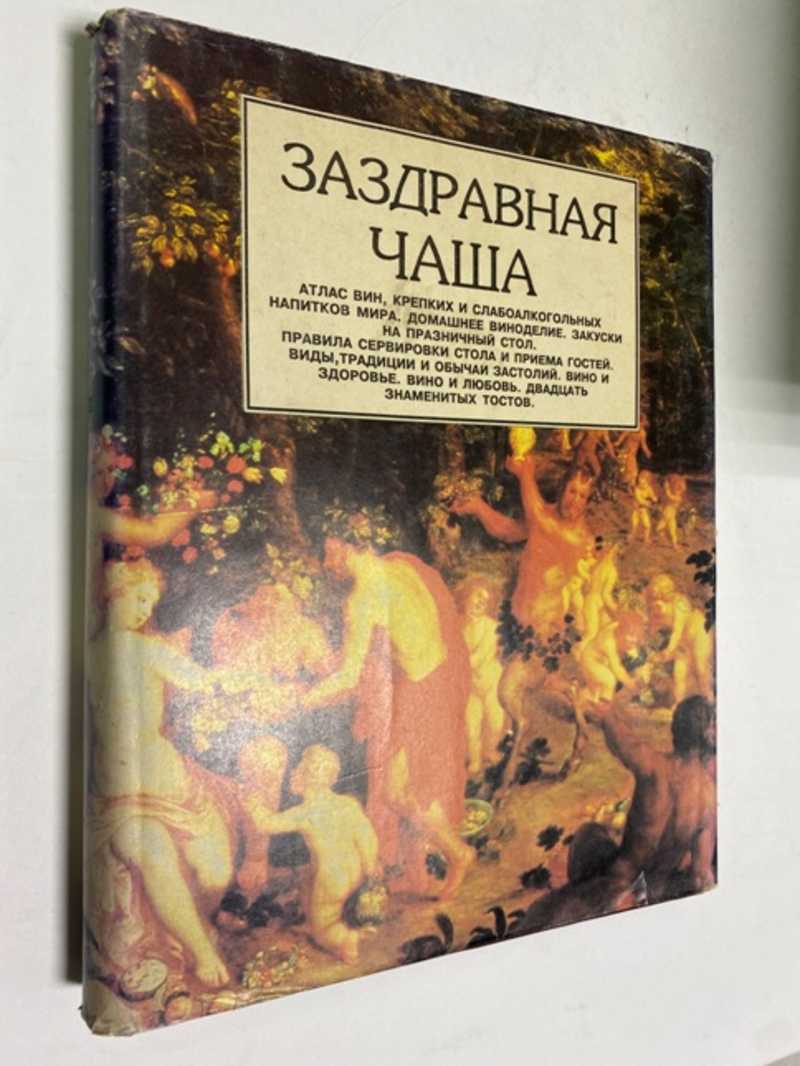 ЗАЗДРАВНАЯ
ЧАША
АТЛАС ВИН, КРЕПКИХ И СЛАБОАЛКОГОЛЬНЫХ
НАПИТКОВ МИРА. ДОМАШНЕЕ ВИНОДЕЛИЕ. ЗАКУСКИ
НА ПРАЗНИЧНЫЙ СТОЛ.
ПРАВИЛА СЕРВИРОВКИ СТОЛА И ПРИЕМА ГОСТЕЙ.
ВИДЫ,ТРАДИЦИИ И ОБЫЧАИ ЗАСТОЛИЙ. ВИНО И
ЗДОРОВЬЕ. ВИНО И ЛЮБОВЬ. ДВАДЦАТЬ
ЗНАМЕНИТЫХ ТОСТОВ.